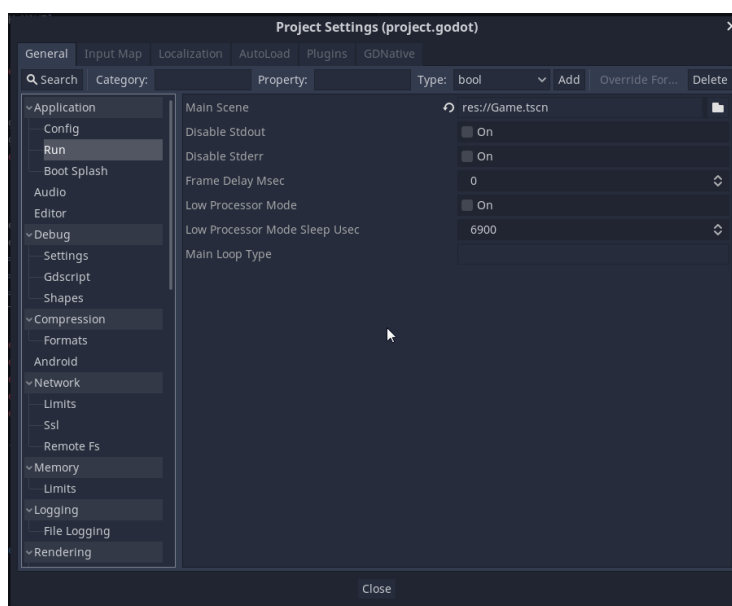 Project Settings (project.godot)
General Input Map Localization AutoLoad Plugins GDNative
Search Category: Property: Type: bool Add Override For... Delete
Application
Config
Run
Boot Splash
Audio
Editor
Debug
Settings
Gdscript
Shapes
Compression
Formats
Android
Network
Limits
Ssl
Remote Fs
Memory
Limits
Logging
File Logging
Rendering
Main Scene res://Game.tscn
Disable Stdout On
Disable Stderr On
Frame Delay Msec 0
Low Processor Mode On
Low Processor Mode Sleep Usec 6900
Main Loop Type
Close